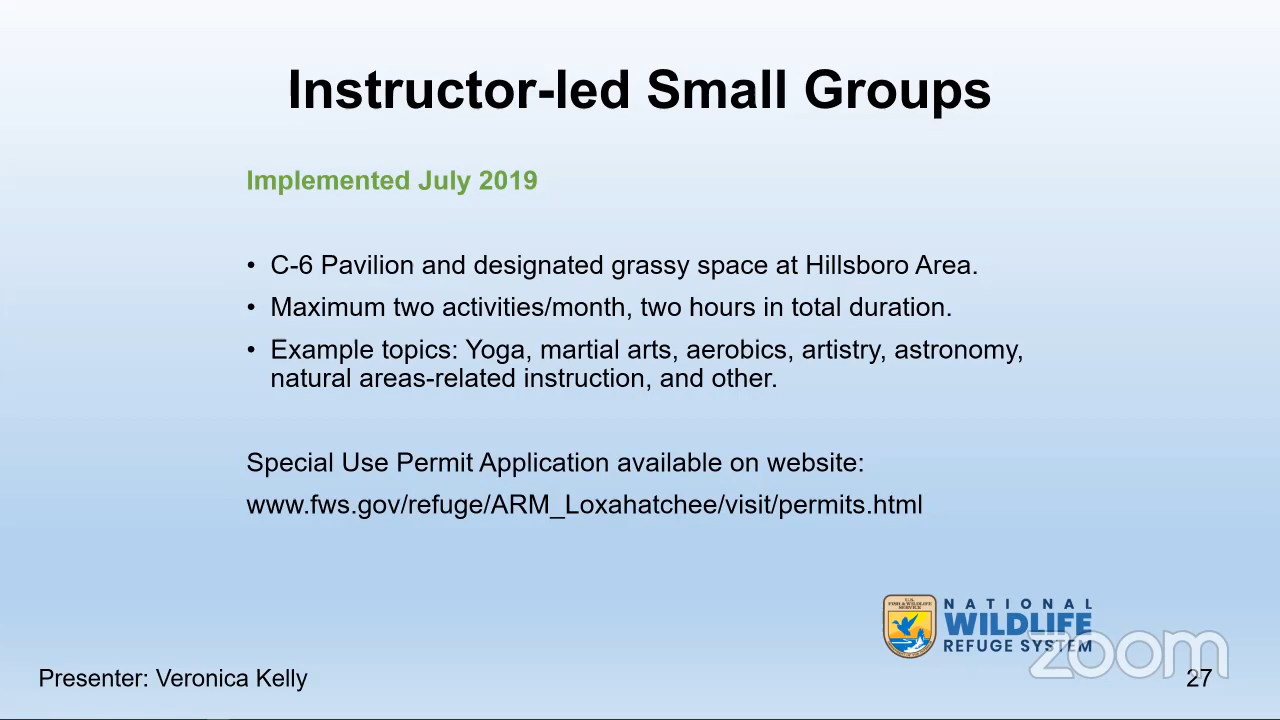 Instructor-led Small Groups
Implemented July 2019
• C-6 Pavilion and designated grassy space at Hillsboro Area.
• Maximum two activities/month, two hours in total duration.
• Example topics: Yoga, martial arts, aerobics, artistry, astronomy,
natural areas-related instruction, and other.
Special Use Permit Application available on website:
www.fws.gov/refuge/ARM_Loxahatchee/visit/permits.html
U.S.
FISH & WILDLIFE
SERVICE
NATIONAL
WILDLIFE
REFUGE SYSTEM
zoom
Presenter: Veronica Kelly
27